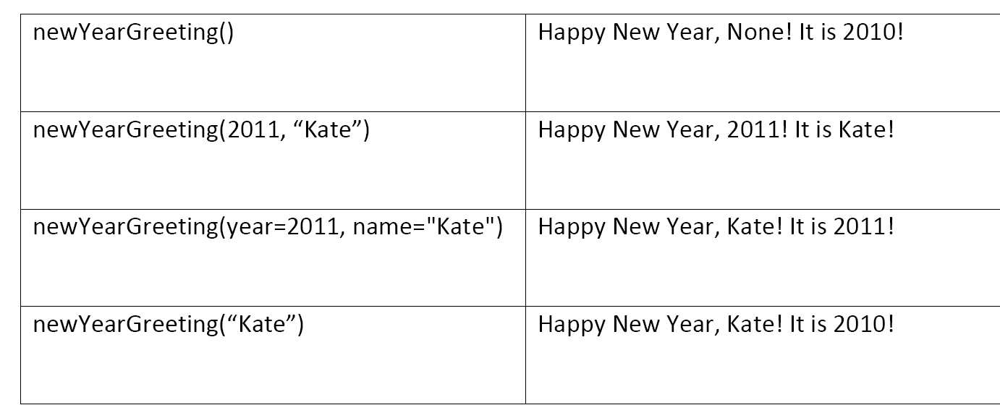 newYearGreeting()
Happy New Year, None! It is 2010!
newYearGreeting(2011, “Kate”)
Happy New Year, 2011! It is Kate!
newYearGreeting(year=2011, name="Kate")
Happy New Year, Kate! It is 2011!
newYearGreeting(“Kate”)
Happy New Year, Kate! It is 2010!